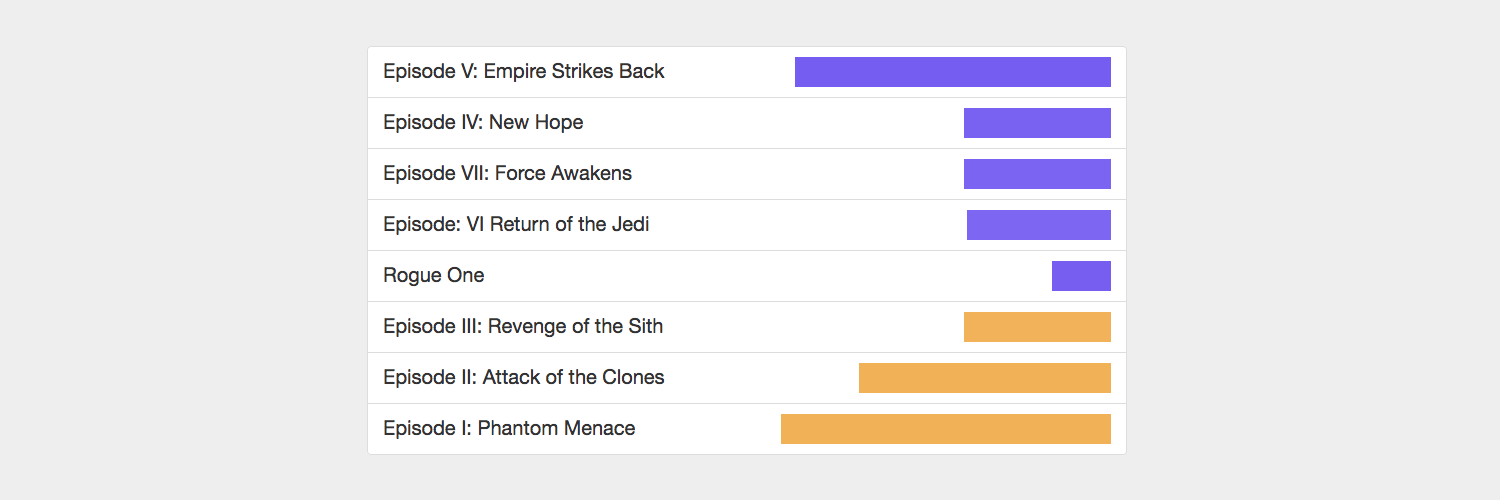 Episode V: Empire Strikes Back
Episode IV: New Hope
Episode VII: Force Awakens
Episode: VI Return of the Jedi
Rogue One
Episode III: Revenge of the Sith
Episode II: Attack of the Clones
Episode I: Phantom Menace